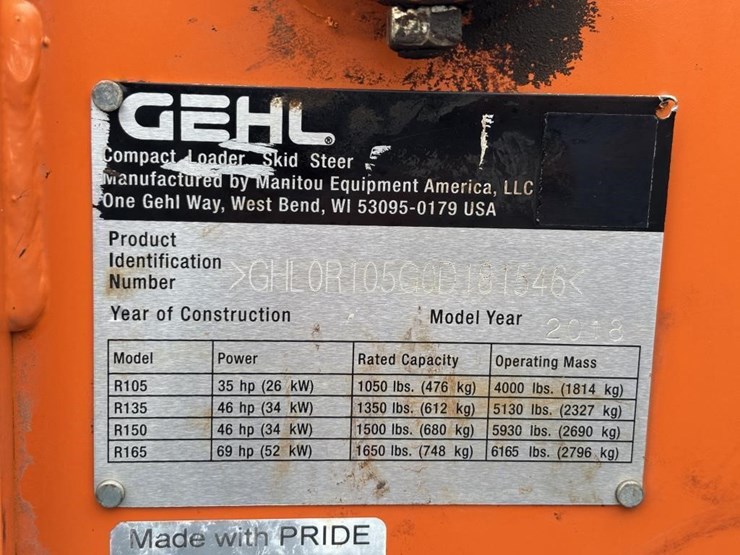 GEHL®
Compact Loader, Skid Steer
Manufactured by Manitou Equipment America, LLC
One Gehl Way, West Bend, WI 53095-0179 USA
Product
Identification
Number
Year of Construction Model Year 2018
Model Power Rated Capacity Operating Mass
R105 35 hp (26 kW) 1050 lbs. (476 kg) 4000 lbs. (1814 kg)
R135 46 hp (34 kW) 1350 lbs. (612 kg) 5130 lbs. (2327 kg)
R150 46 hp (34 kW) 1500 lbs. (680 kg) 5930 lbs. (2690 kg)
R165 69 hp (52 kW) 1650 lbs. (748 kg) 6165 lbs. (2796 kg)
Made with PRIDE